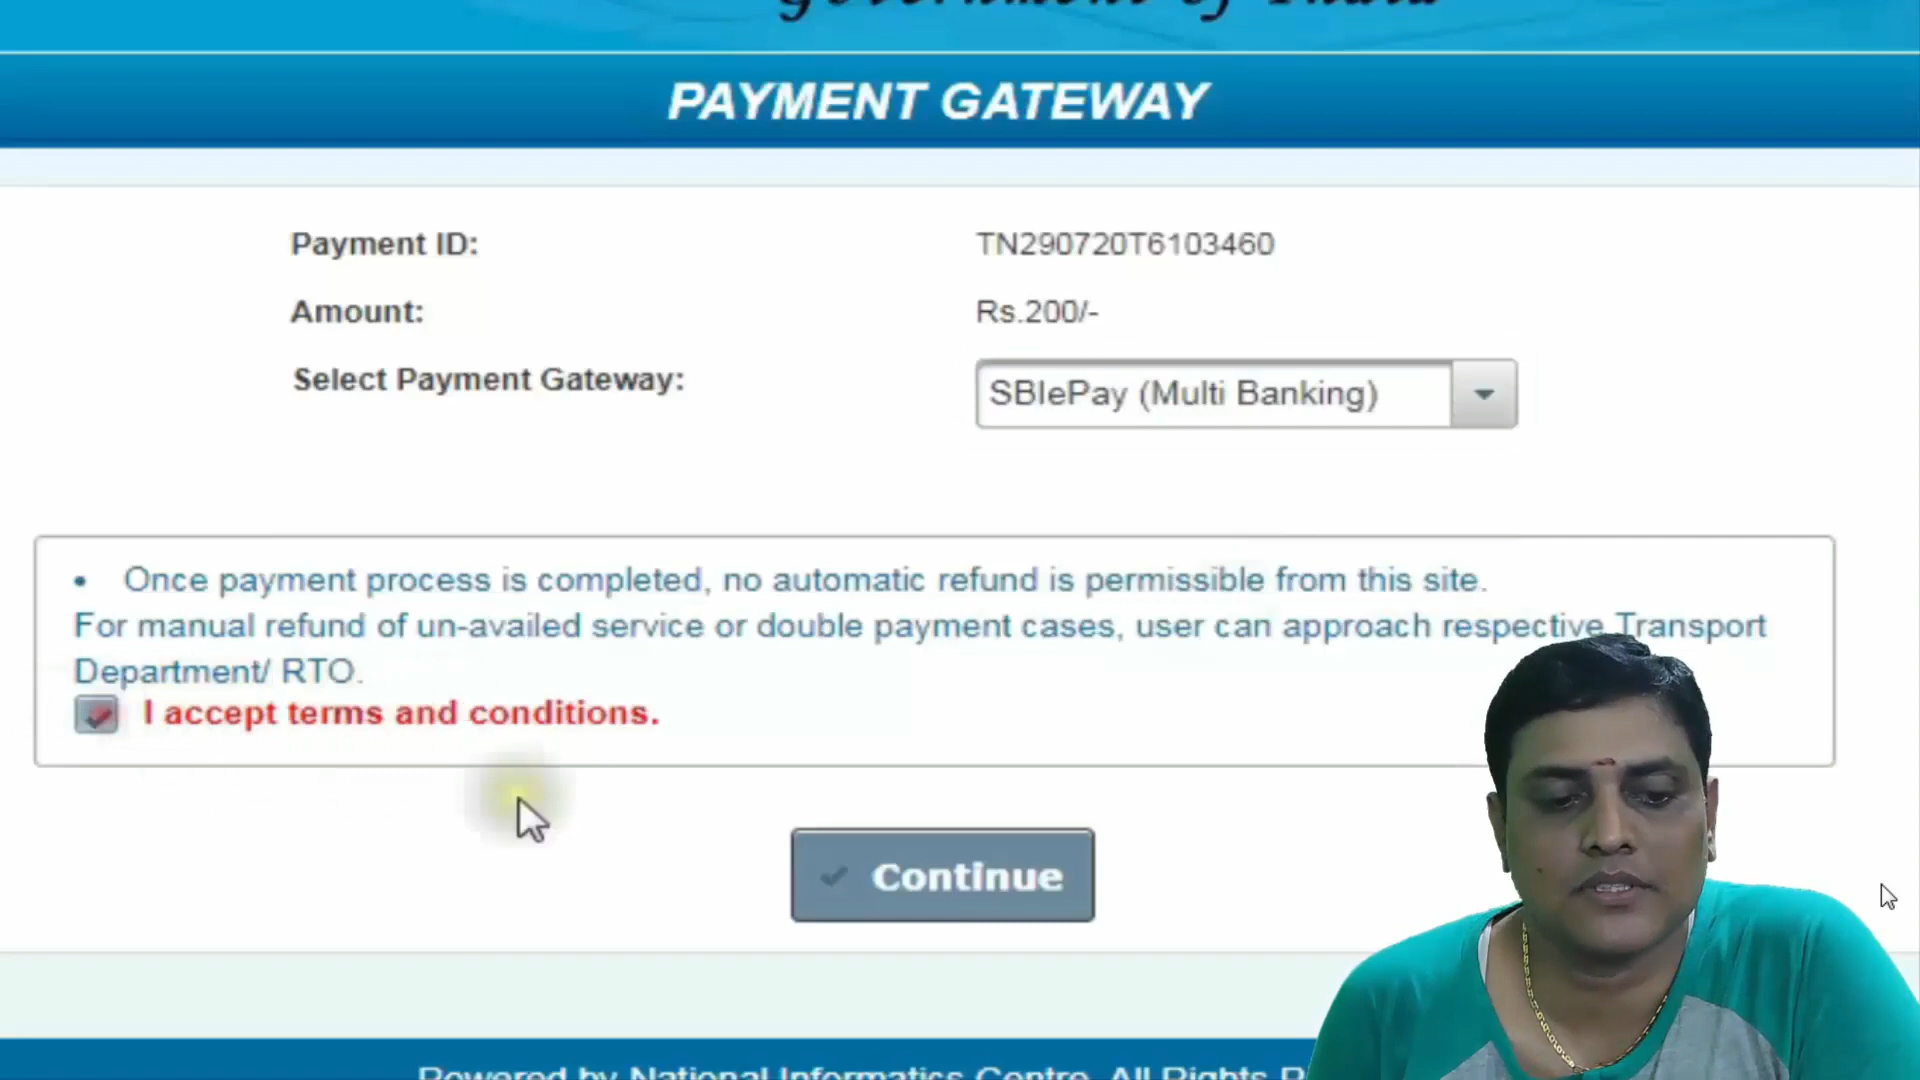 Government of India
PAYMENT GATEWAY
Payment ID: TN290720T6103460
Amount: Rs.200/-
Select Payment Gateway: SBIePay (Multi Banking)
• Once payment process is completed, no automatic refund is permissible from this site.
For manual refund of un-availed service or double payment cases, user can approach respective Transport
Department/ RTO.
I accept terms and conditions.
Continue
Powered by National Informatics Centre. All Rights